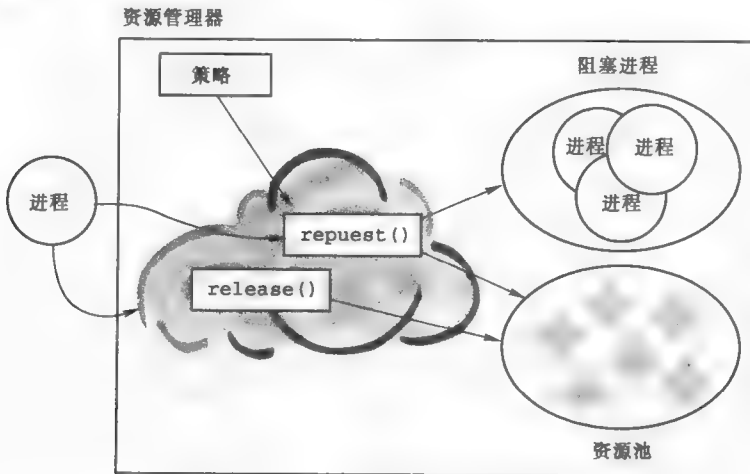 资源管理器
策略
阻塞进程
进程
进程
进程
进程
repuest()
release()
资源池